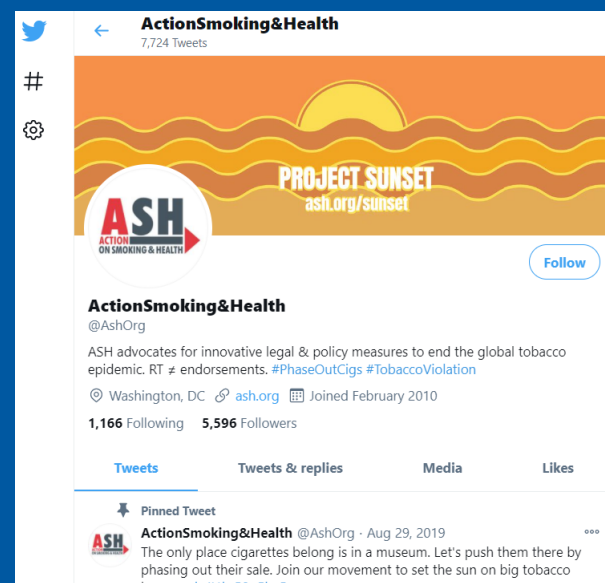 ActionSmoking&Health
7,724 Tweets
PROJECT SUNSET
ash.org/sunset
ASH
ACTION
ON SMOKING & HEALTH
Follow
ActionSmoking&Health
@AshOrg
ASH advocates for innovative legal & policy measures to end the global tobacco
epidemic. RT ≠ endorsements. #PhaseOutCigs #TobaccoViolation
Washington, DC ash.org Joined February 2010
1,166 Following 5,596 Followers
Tweets Tweets & replies Media Likes
Pinned Tweet
ASH
ActionSmoking&Health @AshOrg · Aug 29, 2019
The only place cigarettes belong is in a museum. Let's push them there by
phasing out their sale. Join our movement to set the sun on big tobacco